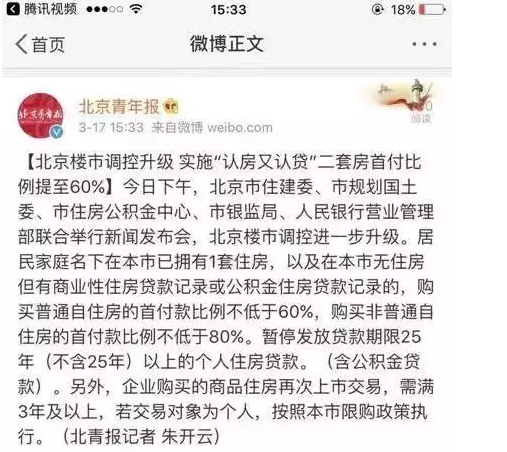 腾讯视频 15:33 18%
首页 微博正文
北京青年报
3-17 15:33 来自微博 weibo.com
阅读
【北京楼市调控升级 实施“认房又认贷”二套房首付比
例提至60%】今日下午，北京市住建委、市规划国土
委、市住房公积金中心、市银监局、人民银行营业管理
部联合举行新闻发布会，北京楼市调控进一步升级。居
民家庭名下在本市已拥有1套住房，以及在本市无住房
但有商业性住房贷款记录或公积金住房贷款记录的，购
买普通自住房的首付款比例不低于60%，购买非普通自
住房的首付款比例不低于80%。暂停发放贷款期限25
年（不含25年）以上的个人住房贷款。（含公积金贷
款）。另外，企业购买的商品住房再次上市交易，需满
3年及以上，若交易对象为个人，按照本市限购政策执
行。（北青报记者 朱开云）